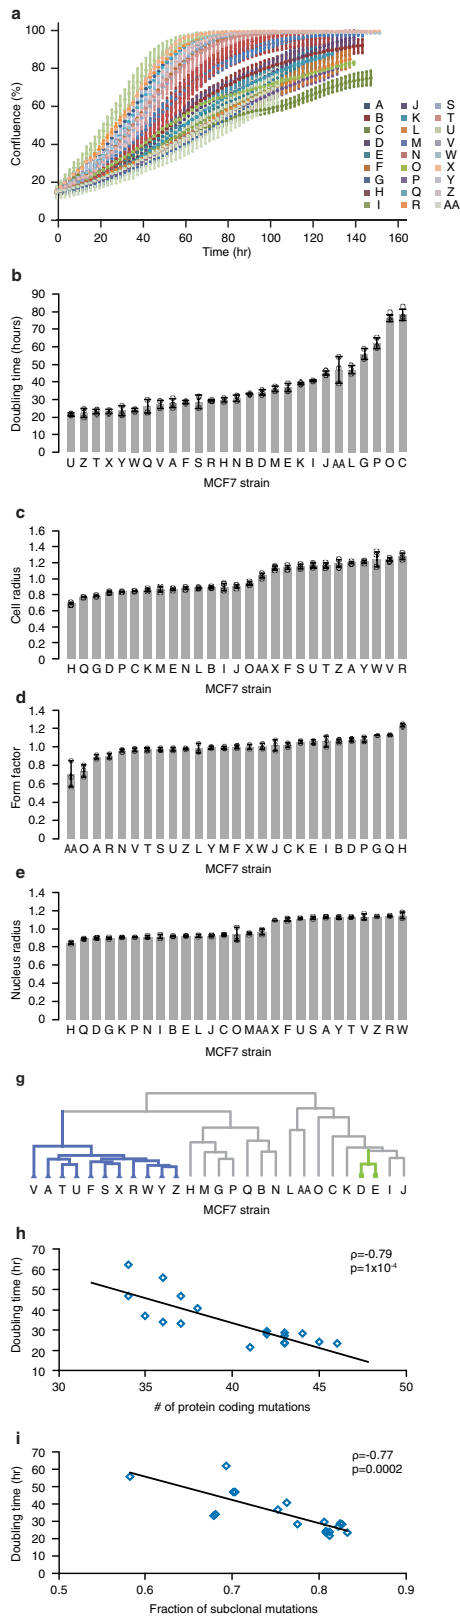 a
100
80
60
40
20
0
Confluence (%)
0 20 40 60 80 100 120 140 160
Time (hr)
A J S
B K T
C L U
D M V
E N W
F O X
G P Y
H Q Z
I R AA
b
90
80
70
60
50
40
30
20
10
0
Doubling time (hours)
U Z T X Y W Q V A F S R H N B D M E K I J AA L G P O C
MCF7 strain
c
1.6
1.4
1.2
1.0
0.8
0.6
0.4
0.2
0
Cell radius
H Q G D P C K M E N L B I J O AA X F S U T Z A Y W V R
MCF7 strain
d
1.4
1.2
1.0
0.8
0.6
0.4
0.2
0
Form factor
AA O A R N V T S U Z L Y M F X W J C K E I B D P G Q H
MCF7 strain
e
1.4
1.2
1.0
0.8
0.6
0.4
0.2
0
Nucleus radius
H Q D G K P N I B E L J C O M AA X F U S A Y T V Z R W
MCF7 strain
g
V A T U F S X R W Y Z H M G P Q B N L AA O C K D E I J
MCF7 strain
h
70
60
50
40
30
20
10
Doubling time (hr)
ρ=-0.79
p=1x10⁻⁴
30 35 40 45 50
# of protein coding mutations
i
70
60
50
40
30
20
10
0
Doubling time (hr)
ρ=-0.77
p=0.0002
0.5 0.6 0.7 0.8 0.9
Fraction of subclonal mutations